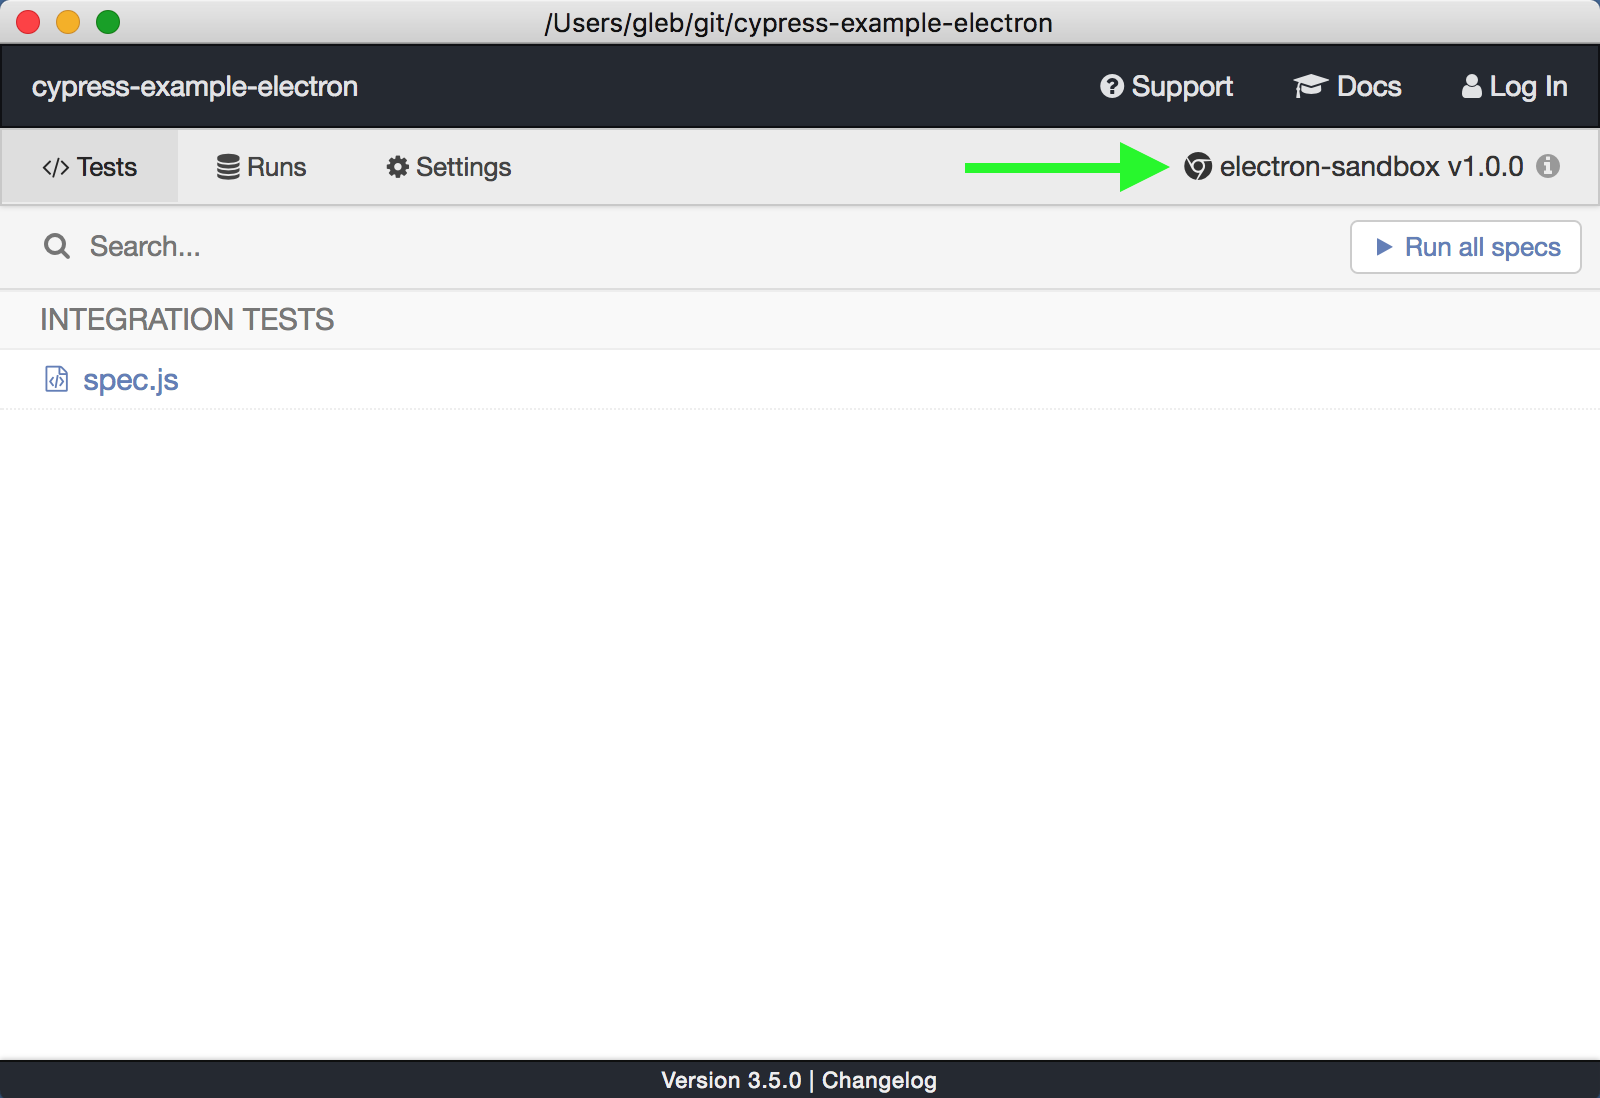 /Users/gleb/git/cypress-example-electron
cypress-example-electron
Support
Docs
Log In
</> Tests
Runs
Settings
electron-sandbox v1.0.0
Search...
Run all specs
INTEGRATION TESTS
spec.js
Version 3.5.0 | Changelog